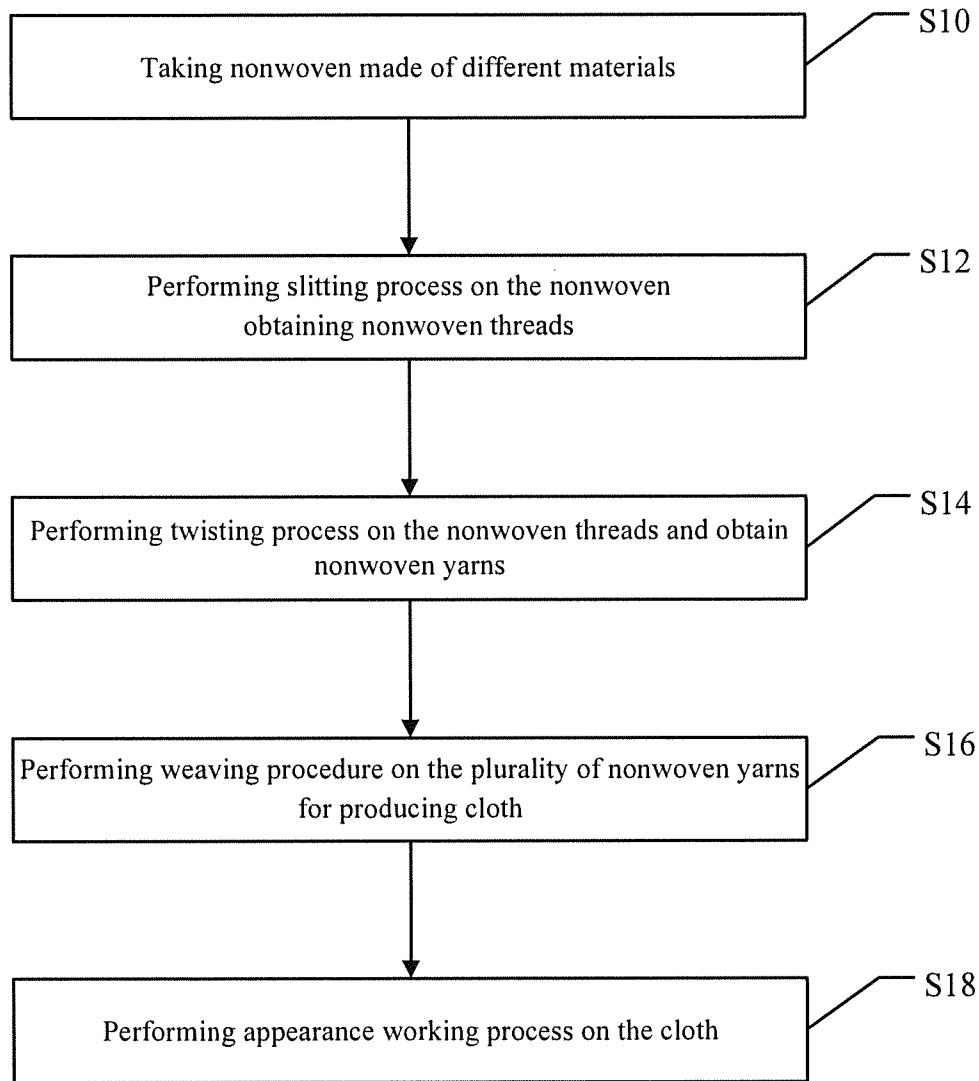 S10
Taking nonwoven made of different materials
S12
Performing slitting process on the nonwoven
obtaining nonwoven threads
S14
Performing twisting process on the nonwoven threads and obtain
nonwoven yarns
S16
Performing weaving procedure on the plurality of nonwoven yarns
for producing cloth
S18
Performing appearance working process on the cloth